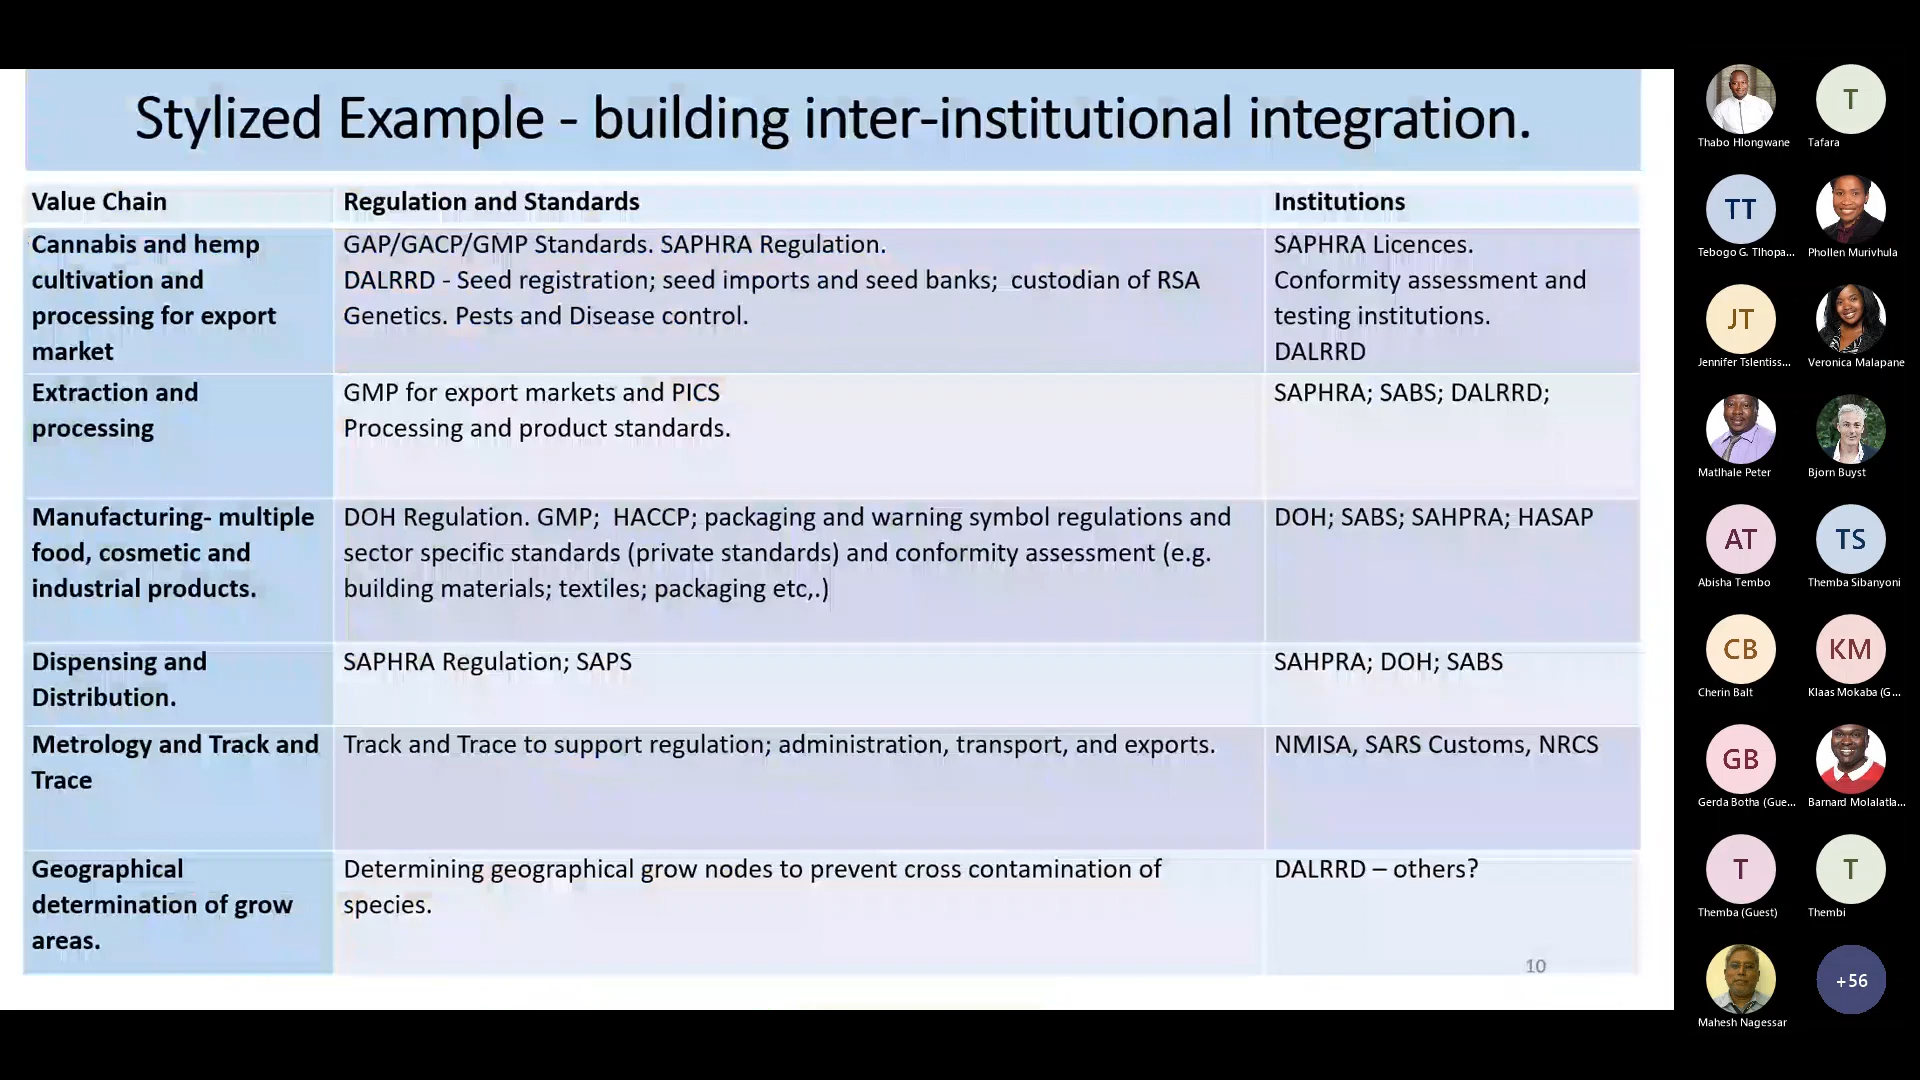 Stylized Example - building inter-institutional integration.
Value Chain
Regulation and Standards
Institutions
Cannabis and hemp
cultivation and
processing for export
market
GAP/GACP/GMP Standards. SAPHRA Regulation.
DALRRD - Seed registration; seed imports and seed banks;  custodian of RSA
Genetics. Pests and Disease control.
SAPHRA Licences.
Conformity assessment and
testing institutions.
DALRRD
Extraction and
processing
GMP for export markets and PICS
Processing and product standards.
SAPHRA; SABS; DALRRD;
Manufacturing- multiple
food, cosmetic and
industrial products.
DOH Regulation. GMP;  HACCP; packaging and warning symbol regulations and
sector specific standards (private standards) and conformity assessment (e.g.
building materials; textiles; packaging etc,.)
DOH; SABS; SAHPRA; HASAP
Dispensing and
Distribution.
SAPHRA Regulation; SAPS
SAHPRA; DOH; SABS
Metrology and Track and
Trace
Track and Trace to support regulation; administration, transport, and exports.
NMISA, SARS Customs, NRCS
Geographical
determination of grow
areas.
Determining geographical grow nodes to prevent cross contamination of
species.
DALRRD – others?
10
Thabo Hlongwane
T
Tafara
TT
Tebogo G. Tlhopa...
Phollen Murivhula
JT
Jennifer Tslentiss...
Veronica Malapane
Matlhale Peter
Bjorn Buyst
AT
Abisha Tembo
TS
Themba Sibanyoni
CB
Cherin Balt
KM
Klaas Mokaba (G...
GB
Gerda Botha (Gue...
Barnard Molalatla...
T
Themba (Guest)
T
Thembi
Mahesh Nagessar
+56